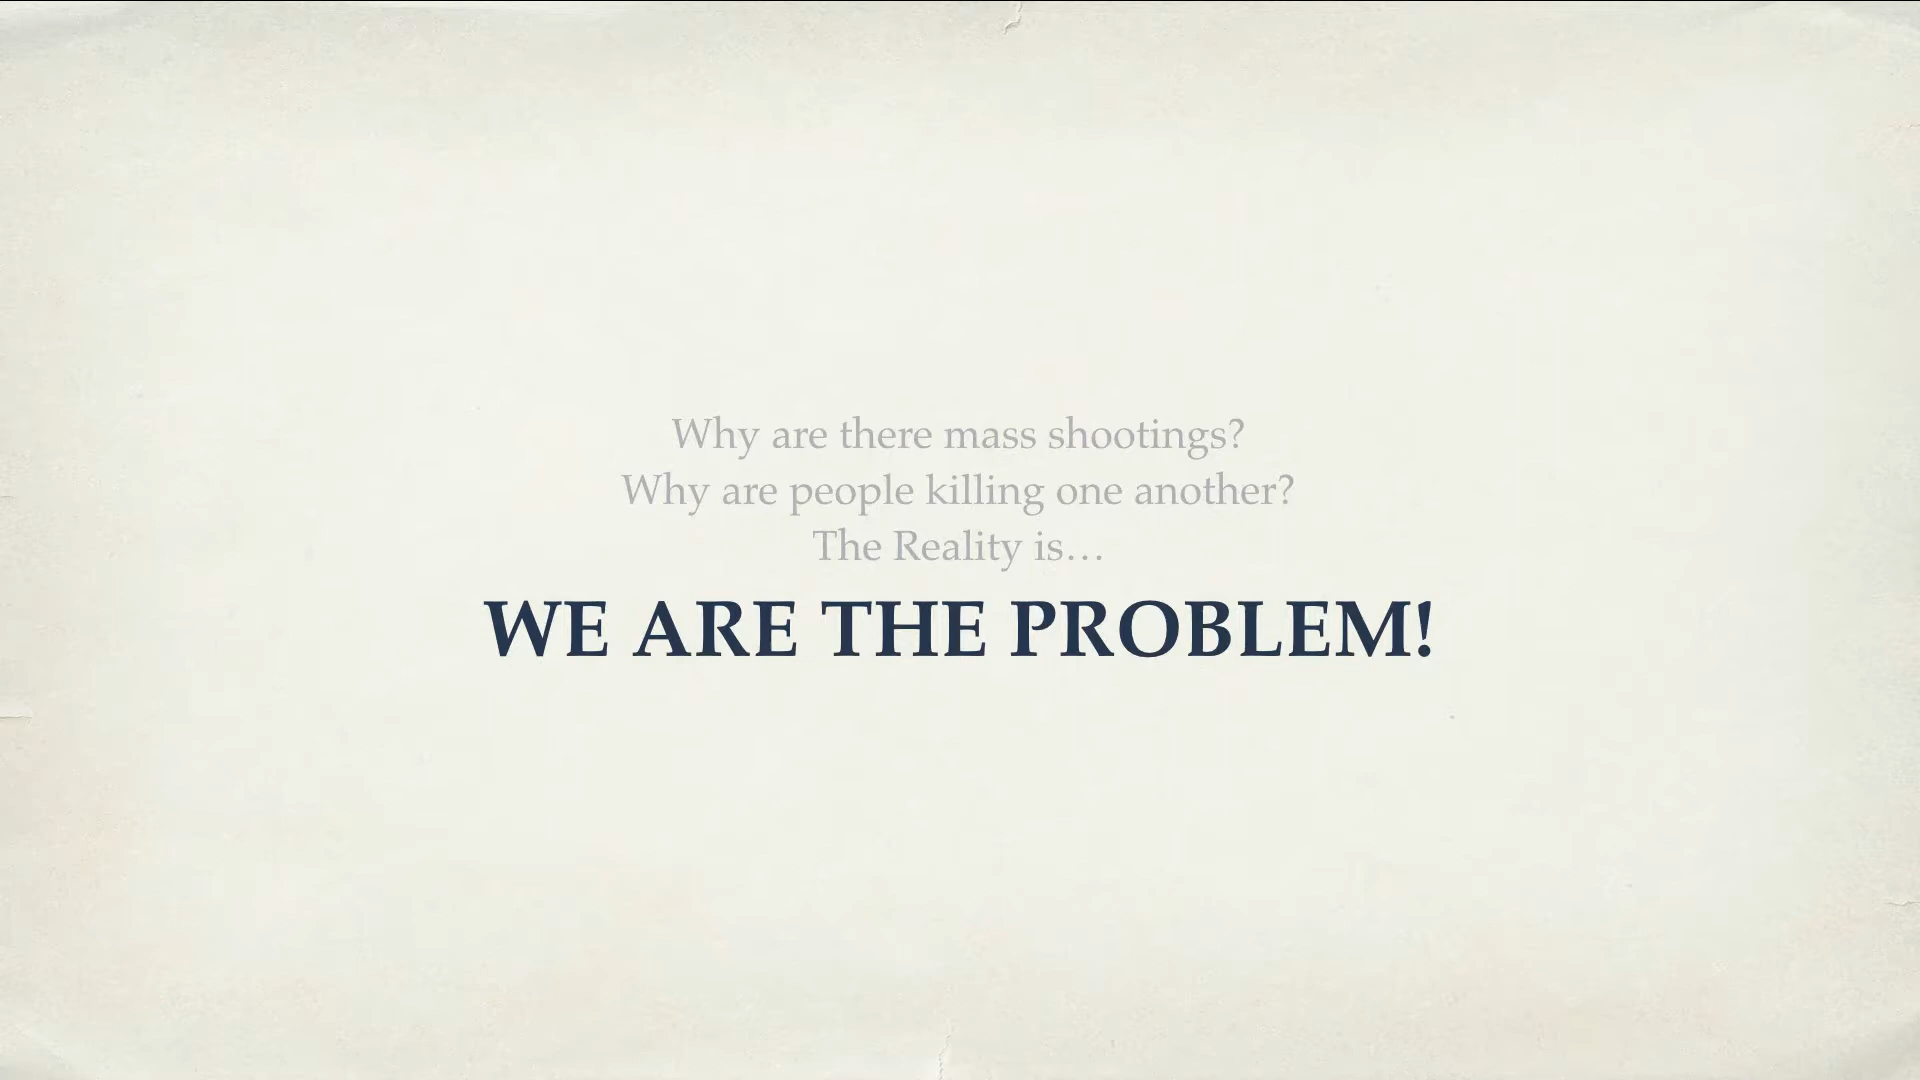 Why are there mass shootings?
Why are people killing one another?
The Reality is…
WE ARE THE PROBLEM!